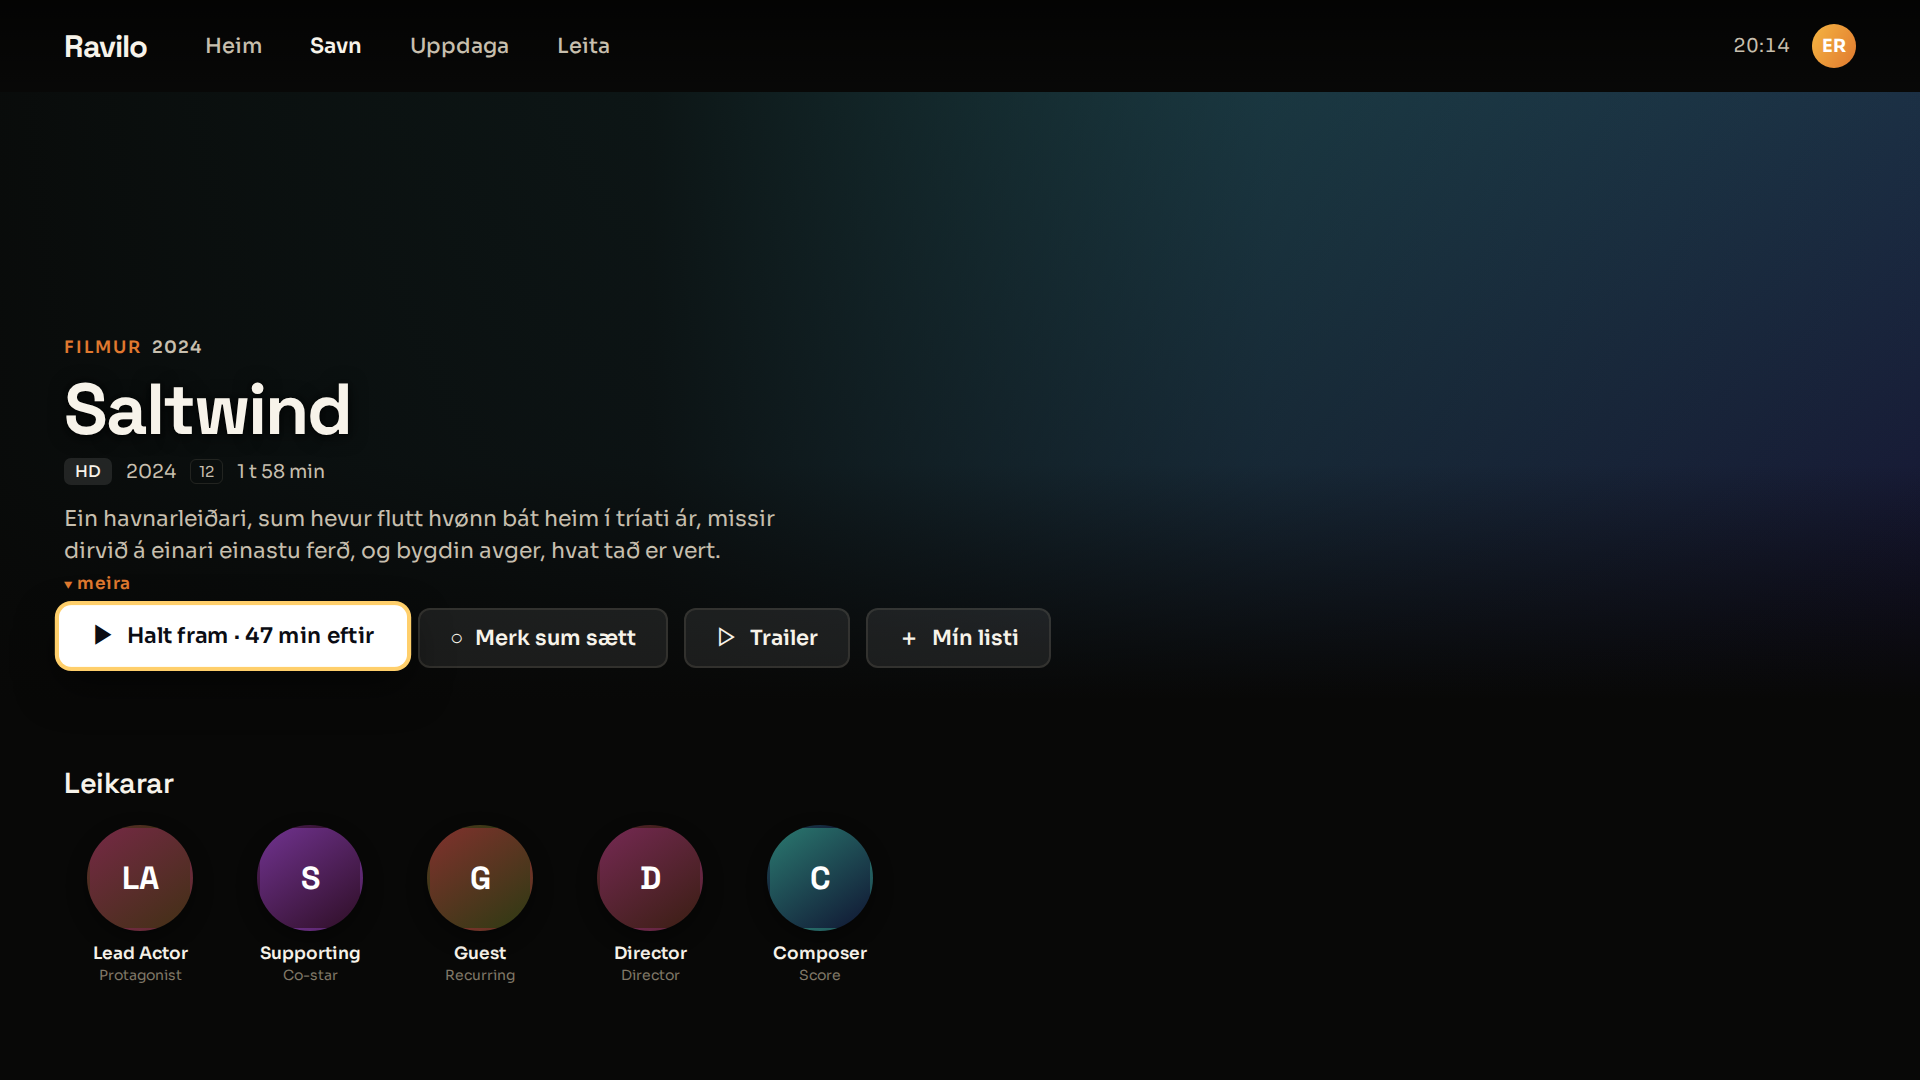 Ravilo
Heim
Savn
Uppdaga
Leita
20:14
ER
FILMUR 2024
Saltwind
HD 2024 12 1 t 58 min
Ein havnarleiðari, sum hevur flutt hvønn bát heim í tríati ár, missir
dirvið á einari einastu ferð, og bygdin avger, hvat tað er vert.
▾ meira
▶ Halt fram · 47 min eftir
○ Merk sum sætt
▷ Trailer
+ Mín listi
Leikarar
LA
S
G
D
C
Lead Actor
Protagonist
Supporting
Co-star
Guest
Recurring
Director
Director
Composer
Score